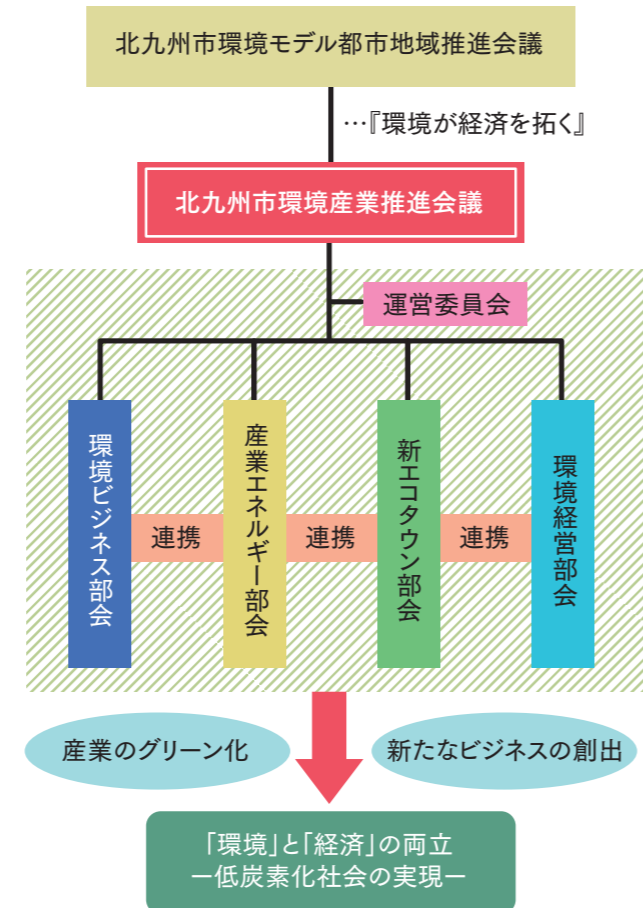 北九州市環境モデル都市地域推進会議
…『環境が経済を拓く』
北九州市環境産業推進会議
運営委員会
環境ビジネス部会
連携
産業エネルギー部会
連携
新エコタウン部会
連携
環境経営部会
産業のグリーン化
新たなビジネスの創出
「環境」と「経済」の両立
ー低炭素化社会の実現ー